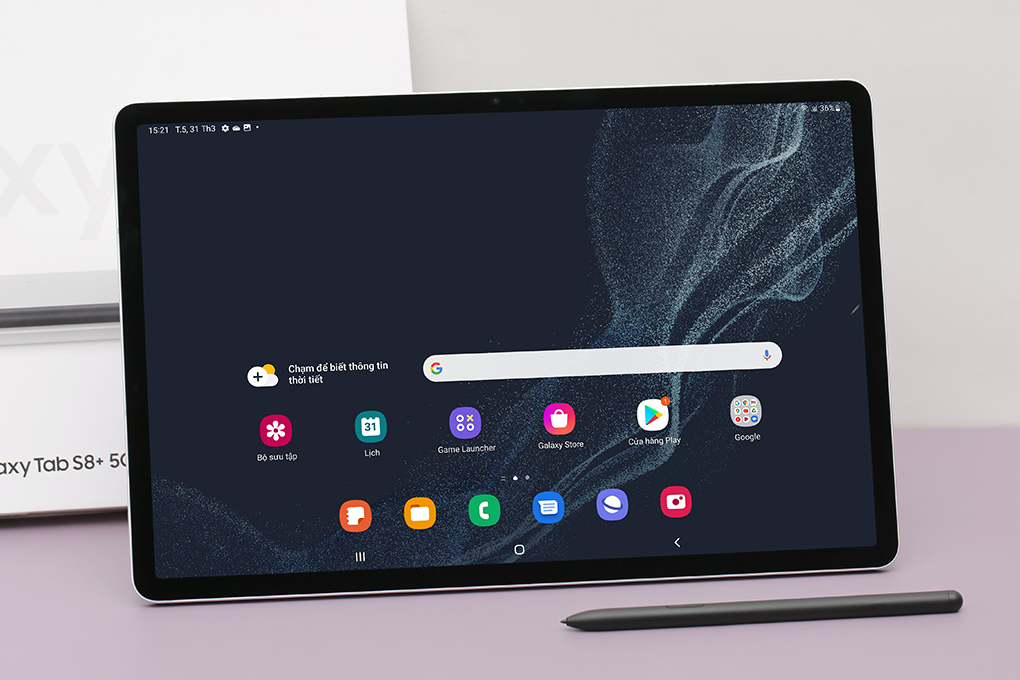 15:21 T.5, 31 Th3
36%
xy
Chạm để biết thông tin
thời tiết
G
31
Bộ sưu tập
Lịch
Game Launcher
Galaxy Store
Cửa hàng Play
Google
axy Tab S8+ 5G